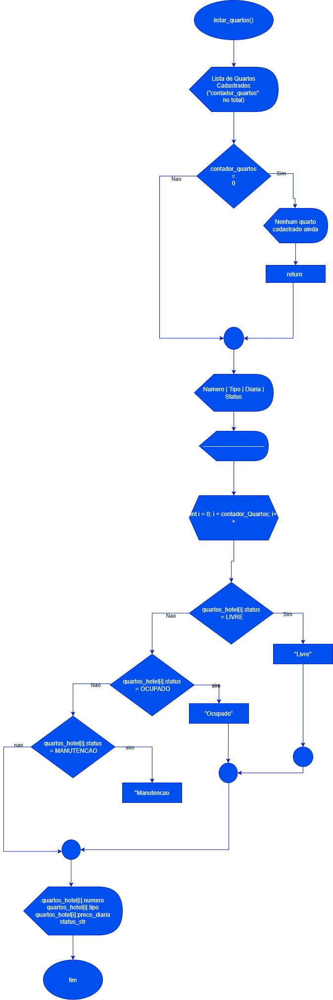 listar_quartos()
Lista de Quartos
Cadastrados
("contador_quartos"
no total)
contador_quartos
=
0
Nao
Sim
Nenhum quarto
cadastrado ainda
return
Numero | Tipo | Diaria |
Status
-------------------------------
int i = 0; i < contador_Quartos; i+
+
quartos_hotel[i].status
= LIVRE
Nao
Sim
"Livre"
quartos_hotel[i].status
= OCUPADO
Nao
sim
"Ocupado"
quartos_hotel[i].status
= MANUTENCAO
nao
sim
"Manutencao
quartos_hotel[i].numero
quartos_hotel[i].tipo
quartos_hotel[i].preco_diaria
status_str
fim